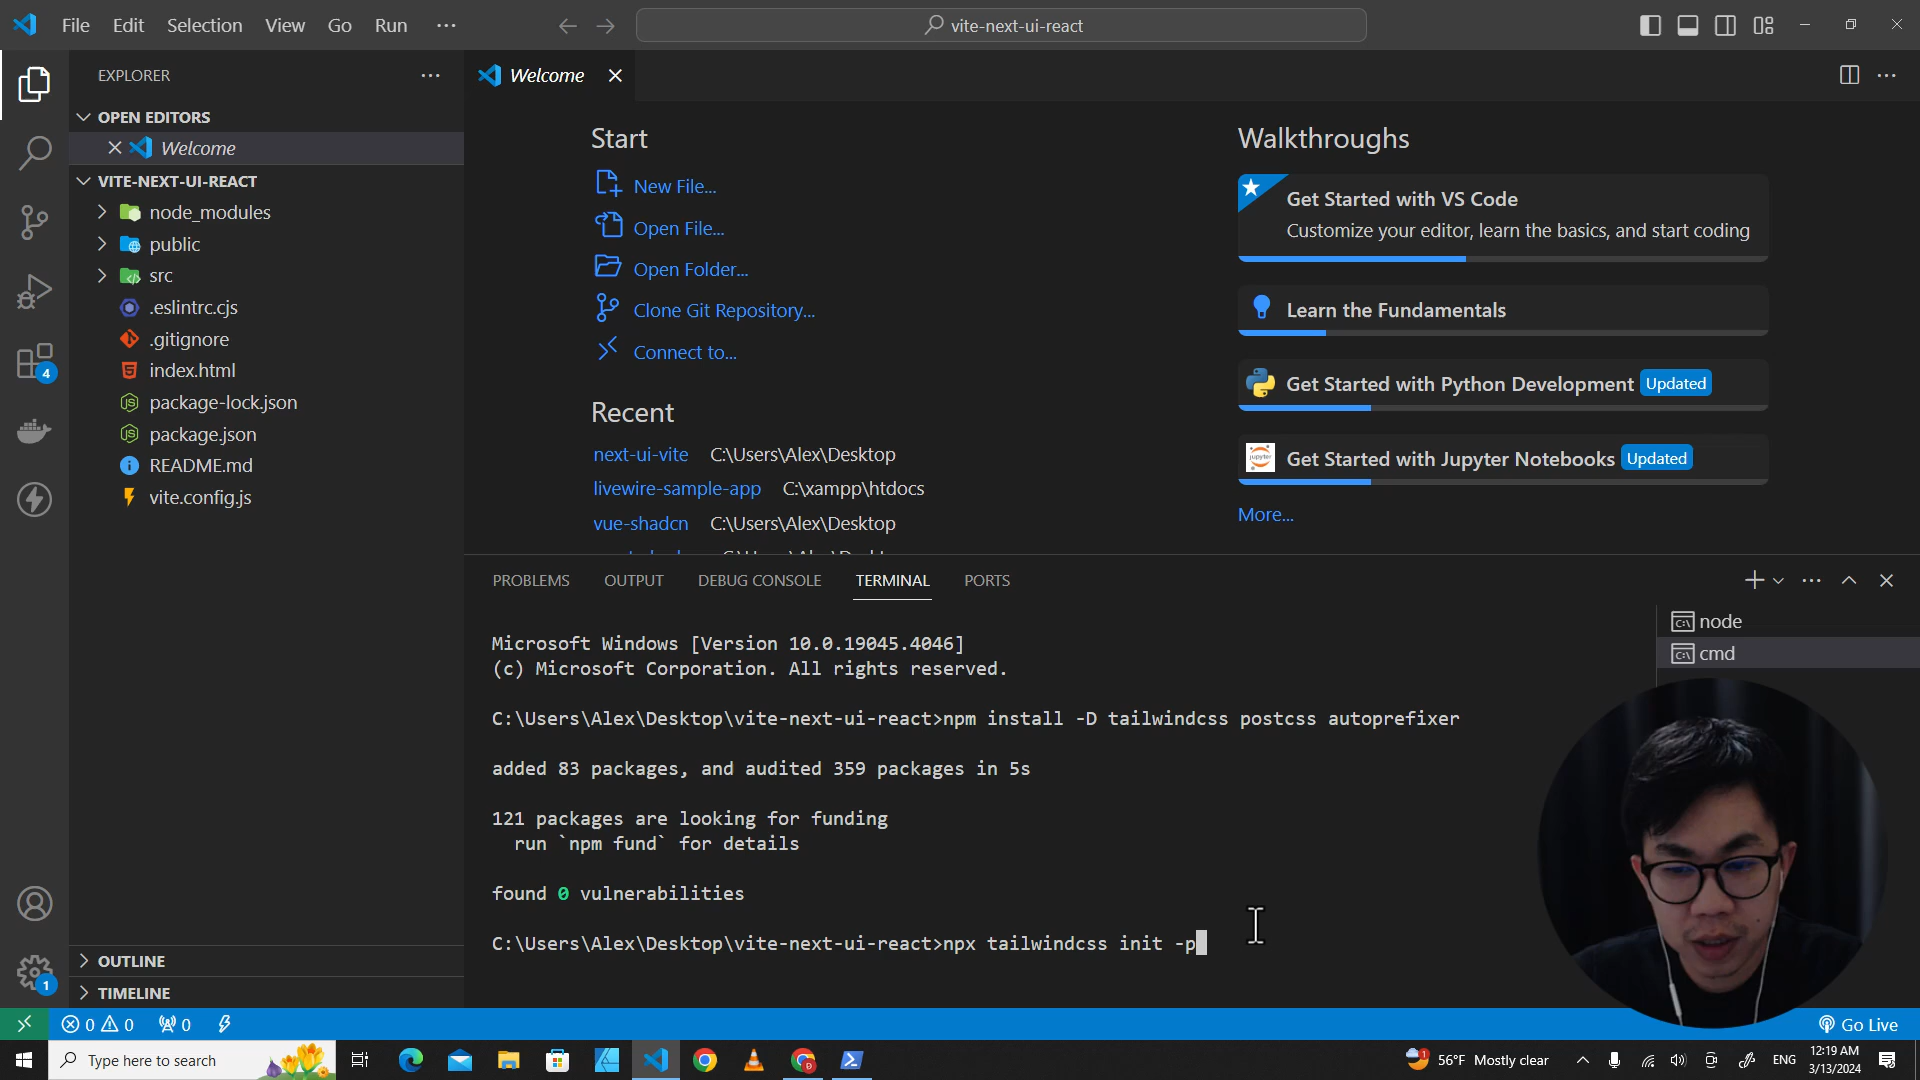 File Edit Selection View Go Run ···
vite-next-ui-react
EXPLORER
OPEN EDITORS
Welcome
VITE-NEXT-UI-REACT
node_modules
public
src
.eslintrc.cjs
.gitignore
index.html
package-lock.json
package.json
README.md
vite.config.js
OUTLINE
TIMELINE
4
1
Welcome
Start
New File...
Open File...
Open Folder...
Clone Git Repository...
Connect to...
Recent
next-ui-vite C:\Users\Alex\Desktop
livewire-sample-app C:\xampp\htdocs
vue-shadcn C:\Users\Alex\Desktop
Walkthroughs
Get Started with VS Code
Customize your editor, learn the basics, and start coding
Learn the Fundamentals
Get Started with Python Development Updated
jupyter
Get Started with Jupyter Notebooks Updated
More...
PROBLEMS OUTPUT DEBUG CONSOLE TERMINAL PORTS
Microsoft Windows [Version 10.0.19045.4046]
(c) Microsoft Corporation. All rights reserved.
C:\Users\Alex\Desktop\vite-next-ui-react>npm install -D tailwindcss postcss autoprefixer
added 83 packages, and audited 359 packages in 5s
121 packages are looking for funding
run `npm fund` for details
found 0 vulnerabilities
C:\Users\Alex\Desktop\vite-next-ui-react>npx tailwindcss init -p
node
cmd
0 0 0
Go Live
Type here to search
56°F Mostly clear
ENG
12:19 AM
3/13/2024